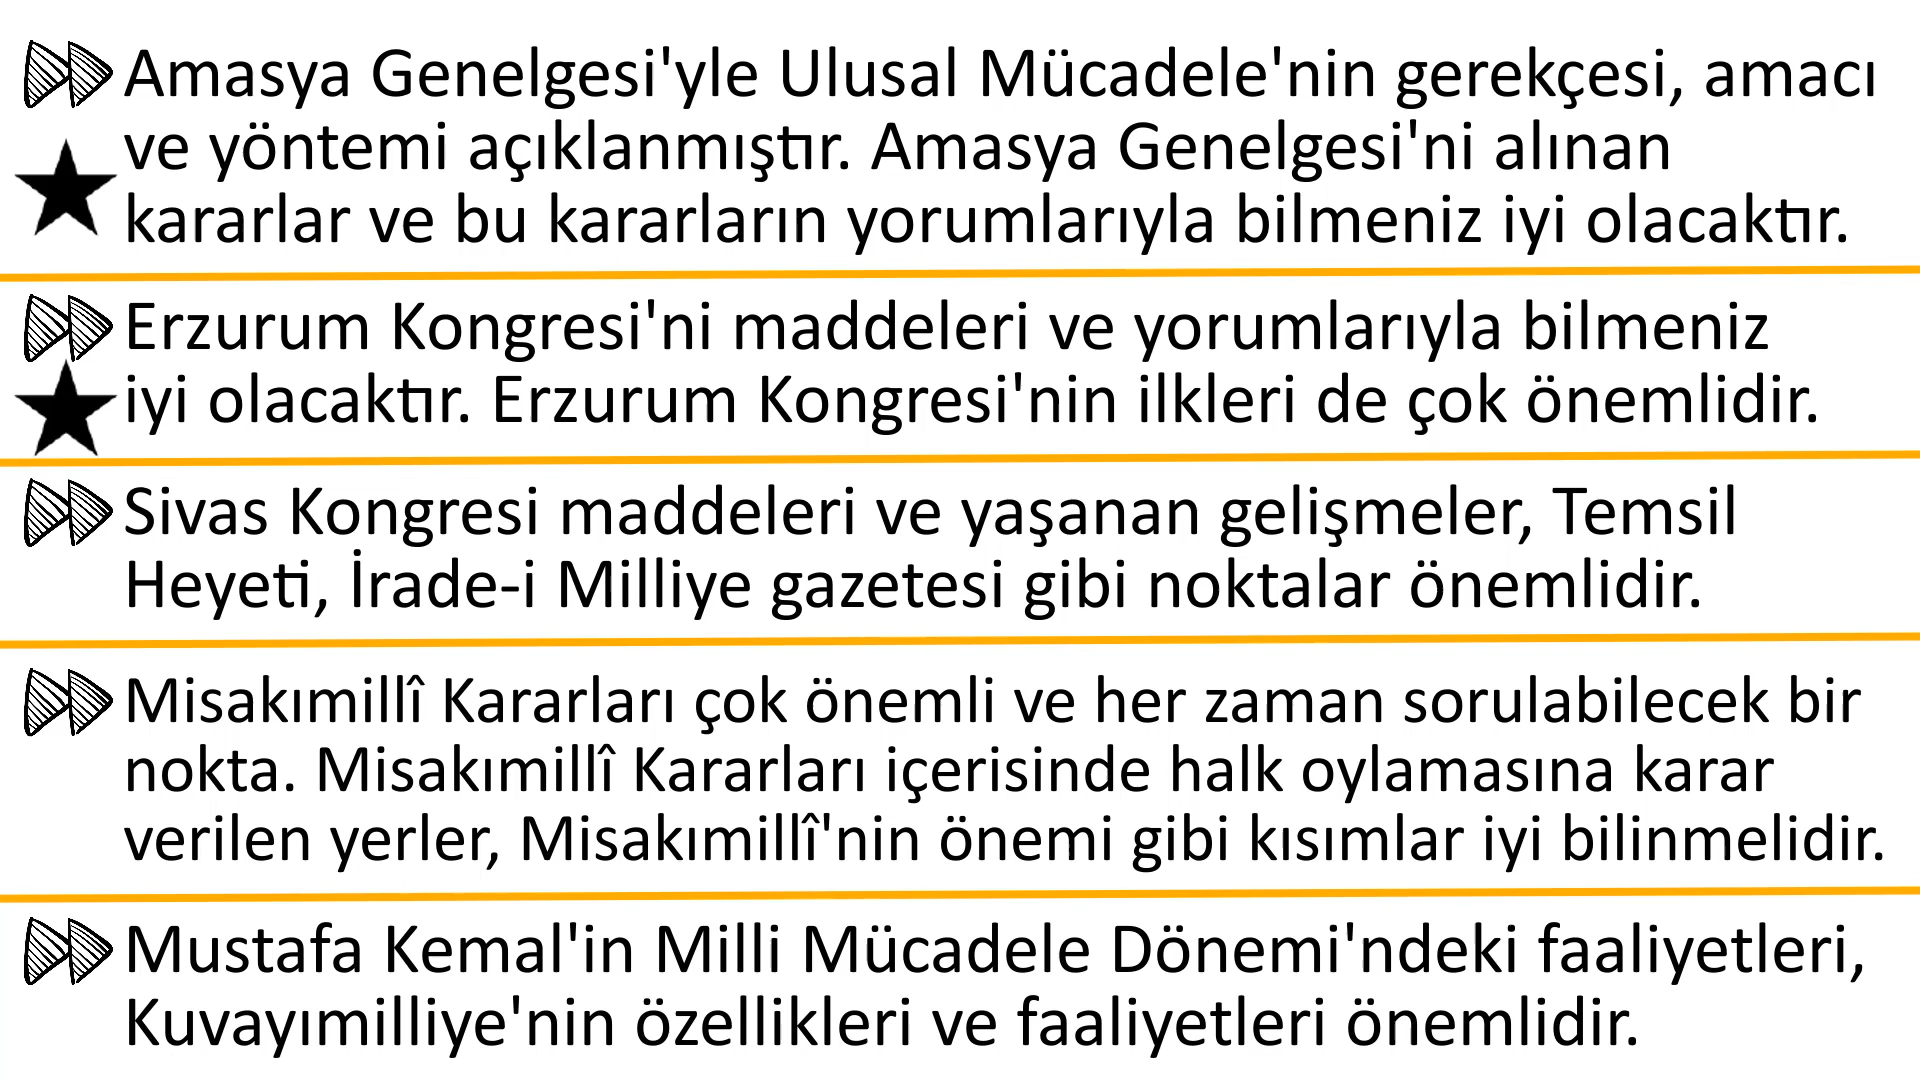 Amasya Genelgesi'yle Ulusal Mücadele'nin gerekçesi, amacı
ve yöntemi açıklanmıştır. Amasya Genelgesi'ni alınan
kararlar ve bu kararların yorumlarıyla bilmeniz iyi olacaktır.
Erzurum Kongresi'ni maddeleri ve yorumlarıyla bilmeniz
iyi olacaktır. Erzurum Kongresi'nin ilkleri de çok önemlidir.
Sivas Kongresi maddeleri ve yaşanan gelişmeler, Temsil
Heyeti, İrade-i Milliye gazetesi gibi noktalar önemlidir.
Misakımillî Kararları çok önemli ve her zaman sorulabilecek bir
nokta. Misakımillî Kararları içerisinde halk oylamasına karar
verilen yerler, Misakımillî'nin önemi gibi kısımlar iyi bilinmelidir.
Mustafa Kemal'in Milli Mücadele Dönemi'ndeki faaliyetleri,
Kuvayımilliye'nin özellikleri ve faaliyetleri önemlidir.